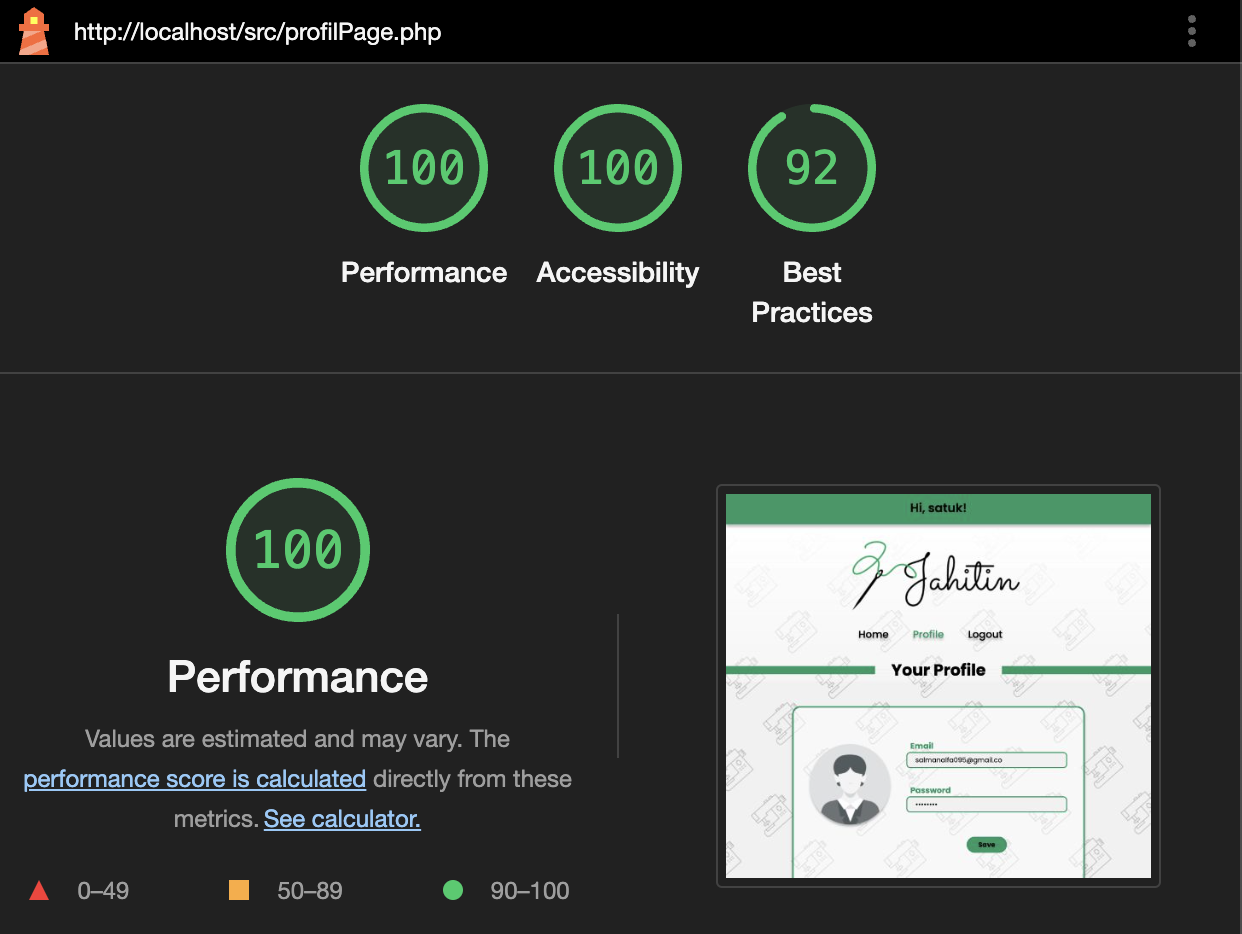 http://localhost/src/profilPage.php
100
100
92
Performance
Accessibility
Best
Practices
100
Performance
Values are estimated and may vary. The
performance score is calculated directly from these
metrics. See calculator.
0–49
50–89
90–100
Hi, satuk!
Jahitin
Home
Profile
Logout
Your Profile
Email
salmanalfa095@gmail.co
Password
••••••••
Save